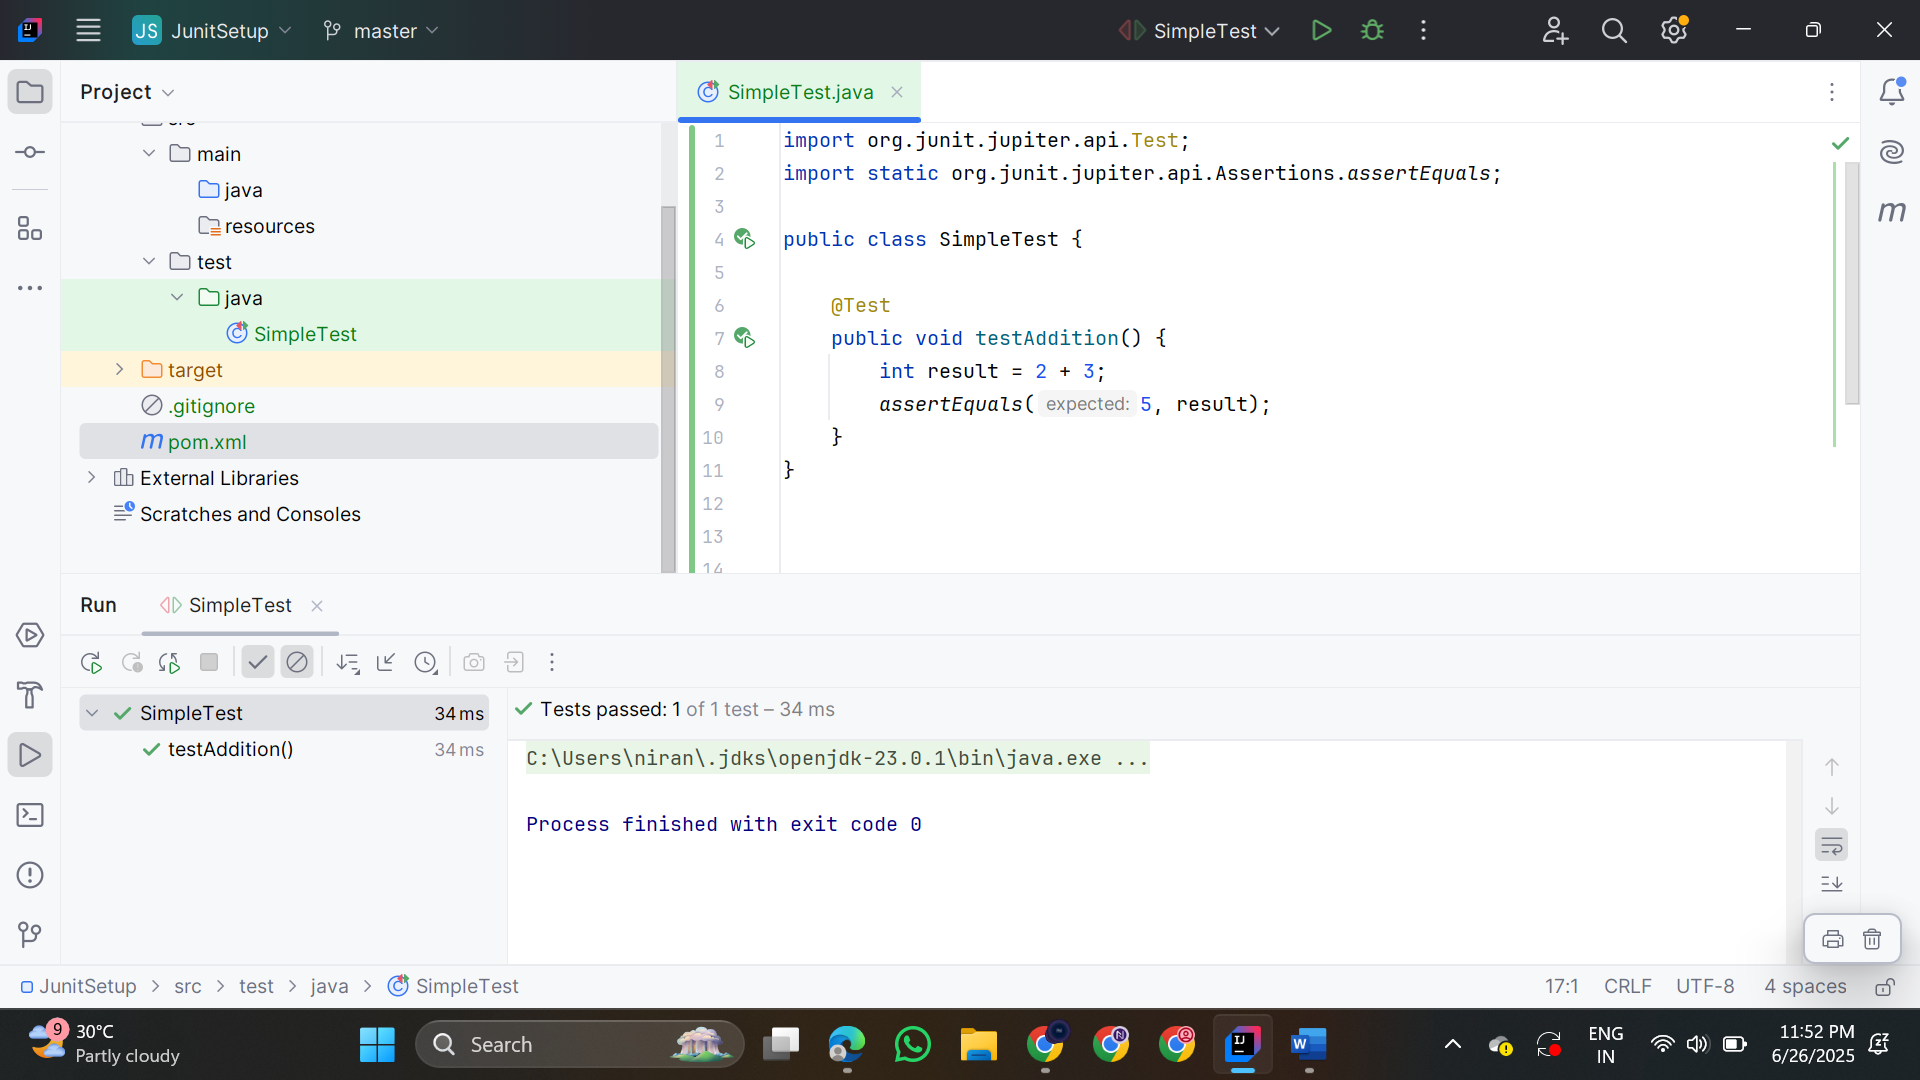 JS JunitSetup master SimpleTest
Project
SimpleTest.java
main
java
resources
test
java
SimpleTest
target
.gitignore
m pom.xml
External Libraries
Scratches and Consoles
1 import org.junit.jupiter.api.Test;
2 import static org.junit.jupiter.api.Assertions.assertEquals;
3
4 public class SimpleTest {
5
6 @Test
7 public void testAddition() {
8 int result = 2 + 3;
9 assertEquals( expected: 5, result);
10 }
11 }
12
13
14
m
Run SimpleTest
SimpleTest 34 ms
testAddition() 34 ms
Tests passed: 1 of 1 test – 34 ms
C:\Users\niran\.jdks\openjdk-23.0.1\bin\java.exe ...
Process finished with exit code 0
JunitSetup > src > test > java > SimpleTest 17:1 CRLF UTF-8 4 spaces
9 30°C
Partly cloudy
Search
ENG
IN
11:52 PM
6/26/2025